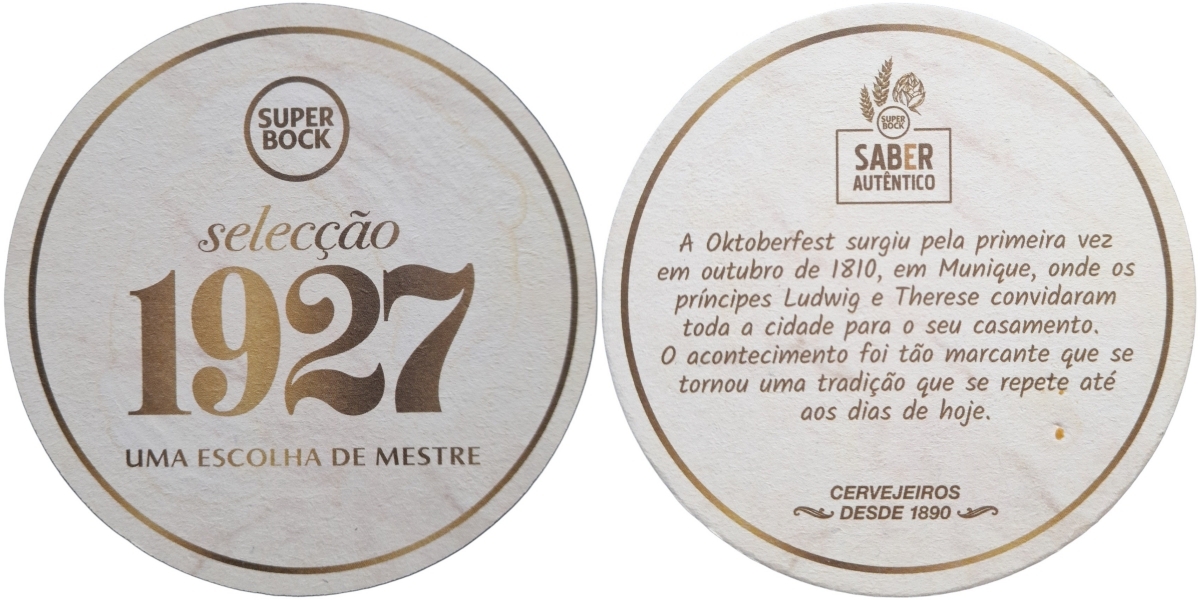 SUPER
BOCK
selecção
1927
UMA ESCOLHA DE MESTRE
SUPER
BOCK
SABER
AUTÊNTICO
A Oktoberfest surgiu pela primeira vez
em outubro de 1810, em Munique, onde os
príncipes Ludwig e Therese convidaram
toda a cidade para o seu casamento.
O acontecimento foi tão marcante que se
tornou uma tradição que se repete até
aos dias de hoje.
CERVEJEIROS
DESDE 1890